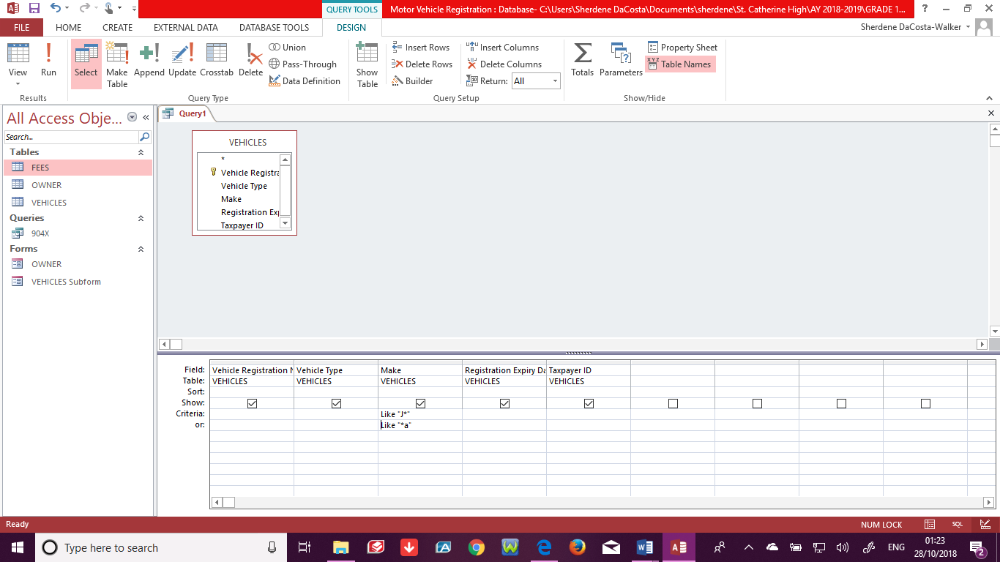 QUERY TOOLS
Motor Vehicle Registration : Database- C:\Users\Sherdene DaCosta\Documents\sherdene\St. Catherine High\AY 2018-2019\GRADE 1...
?
FILE HOME CREATE EXTERNAL DATA DATABASE TOOLS DESIGN
Sherdene DaCosta-Walker
View
Run
Select
Make Table
Append
Update
Crosstab
Delete
Union
Pass-Through
Data Definition
Show Table
Insert Rows
Delete Rows
Builder
Insert Columns
Delete Columns
Return: All
Totals
Parameters
Property Sheet
XYZ Table Names
Results
Query Type
Query Setup
Show/Hide
All Access Obje... «
Search...
Tables
FEES
OWNER
VEHICLES
Queries
904X
Forms
OWNER
VEHICLES Subform
Query1
VEHICLES
*
Vehicle Registra
Vehicle Type
Make
Registration Exp
Taxpayer ID
Field: Vehicle Registration N Vehicle Type Make Registration Expiry Da Taxpayer ID
Table: VEHICLES VEHICLES VEHICLES VEHICLES VEHICLES
Sort:
Show:
Criteria: Like "J*"
or: Like "*a"
Ready
NUM LOCK
SQL
Type here to search
ENG
01:23
28/10/2018
2